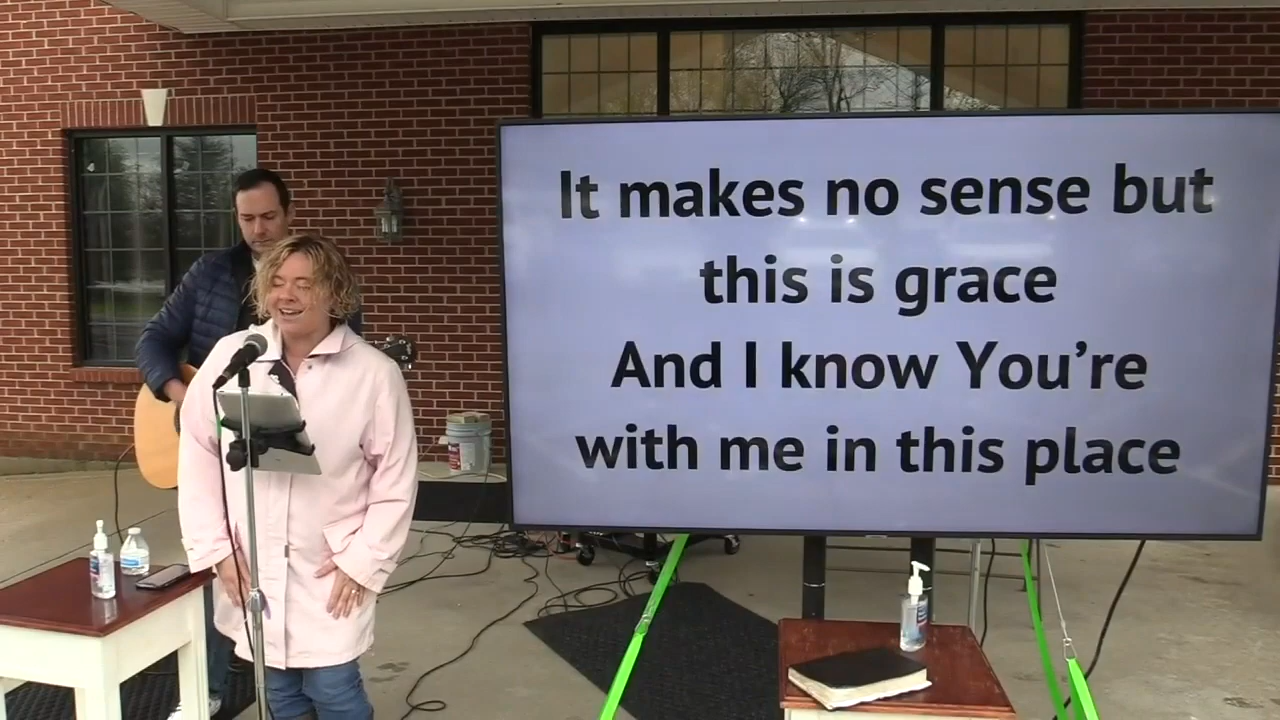 It makes no sense but
this is grace
And I know You’re
with me in this place